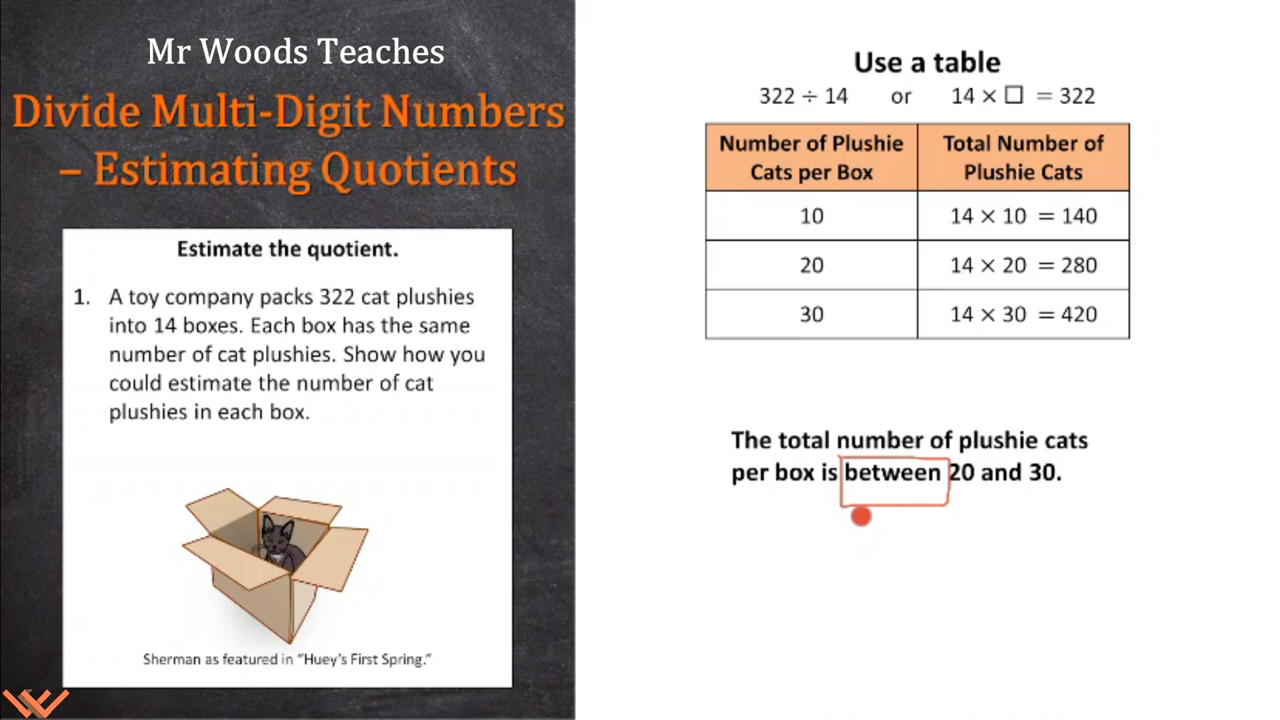 Mr Woods Teaches
Divide Multi-Digit Numbers
– Estimating Quotients
Estimate the quotient.
1. A toy company packs 322 cat plushies
into 14 boxes. Each box has the same
number of cat plushies. Show how you
could estimate the number of cat
plushies in each box.
Sherman as featured in “Huey’s First Spring.”
Use a table
322 ÷ 14 or 14 × □ = 322
Number of Plushie Cats per Box Total Number of Plushie Cats
10 14 × 10 = 140
20 14 × 20 = 280
30 14 × 30 = 420
The total number of plushie cats
per box is between 20 and 30.